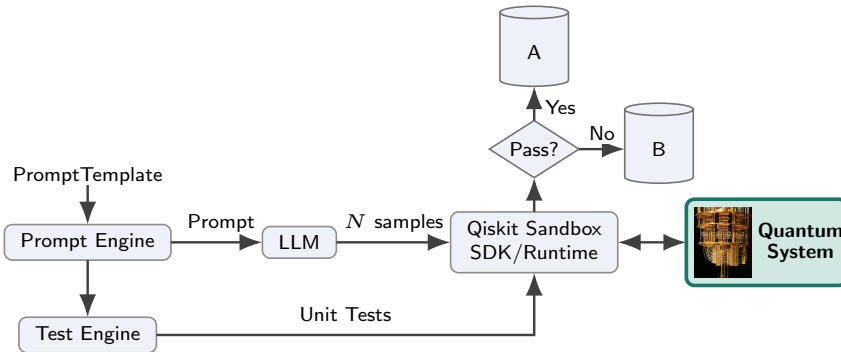 A
Yes
Pass?
No
B
PromptTemplate
Prompt Engine
Prompt
LLM
N samples
Qiskit Sandbox
SDK/Runtime
Quantum
System
Test Engine
Unit Tests